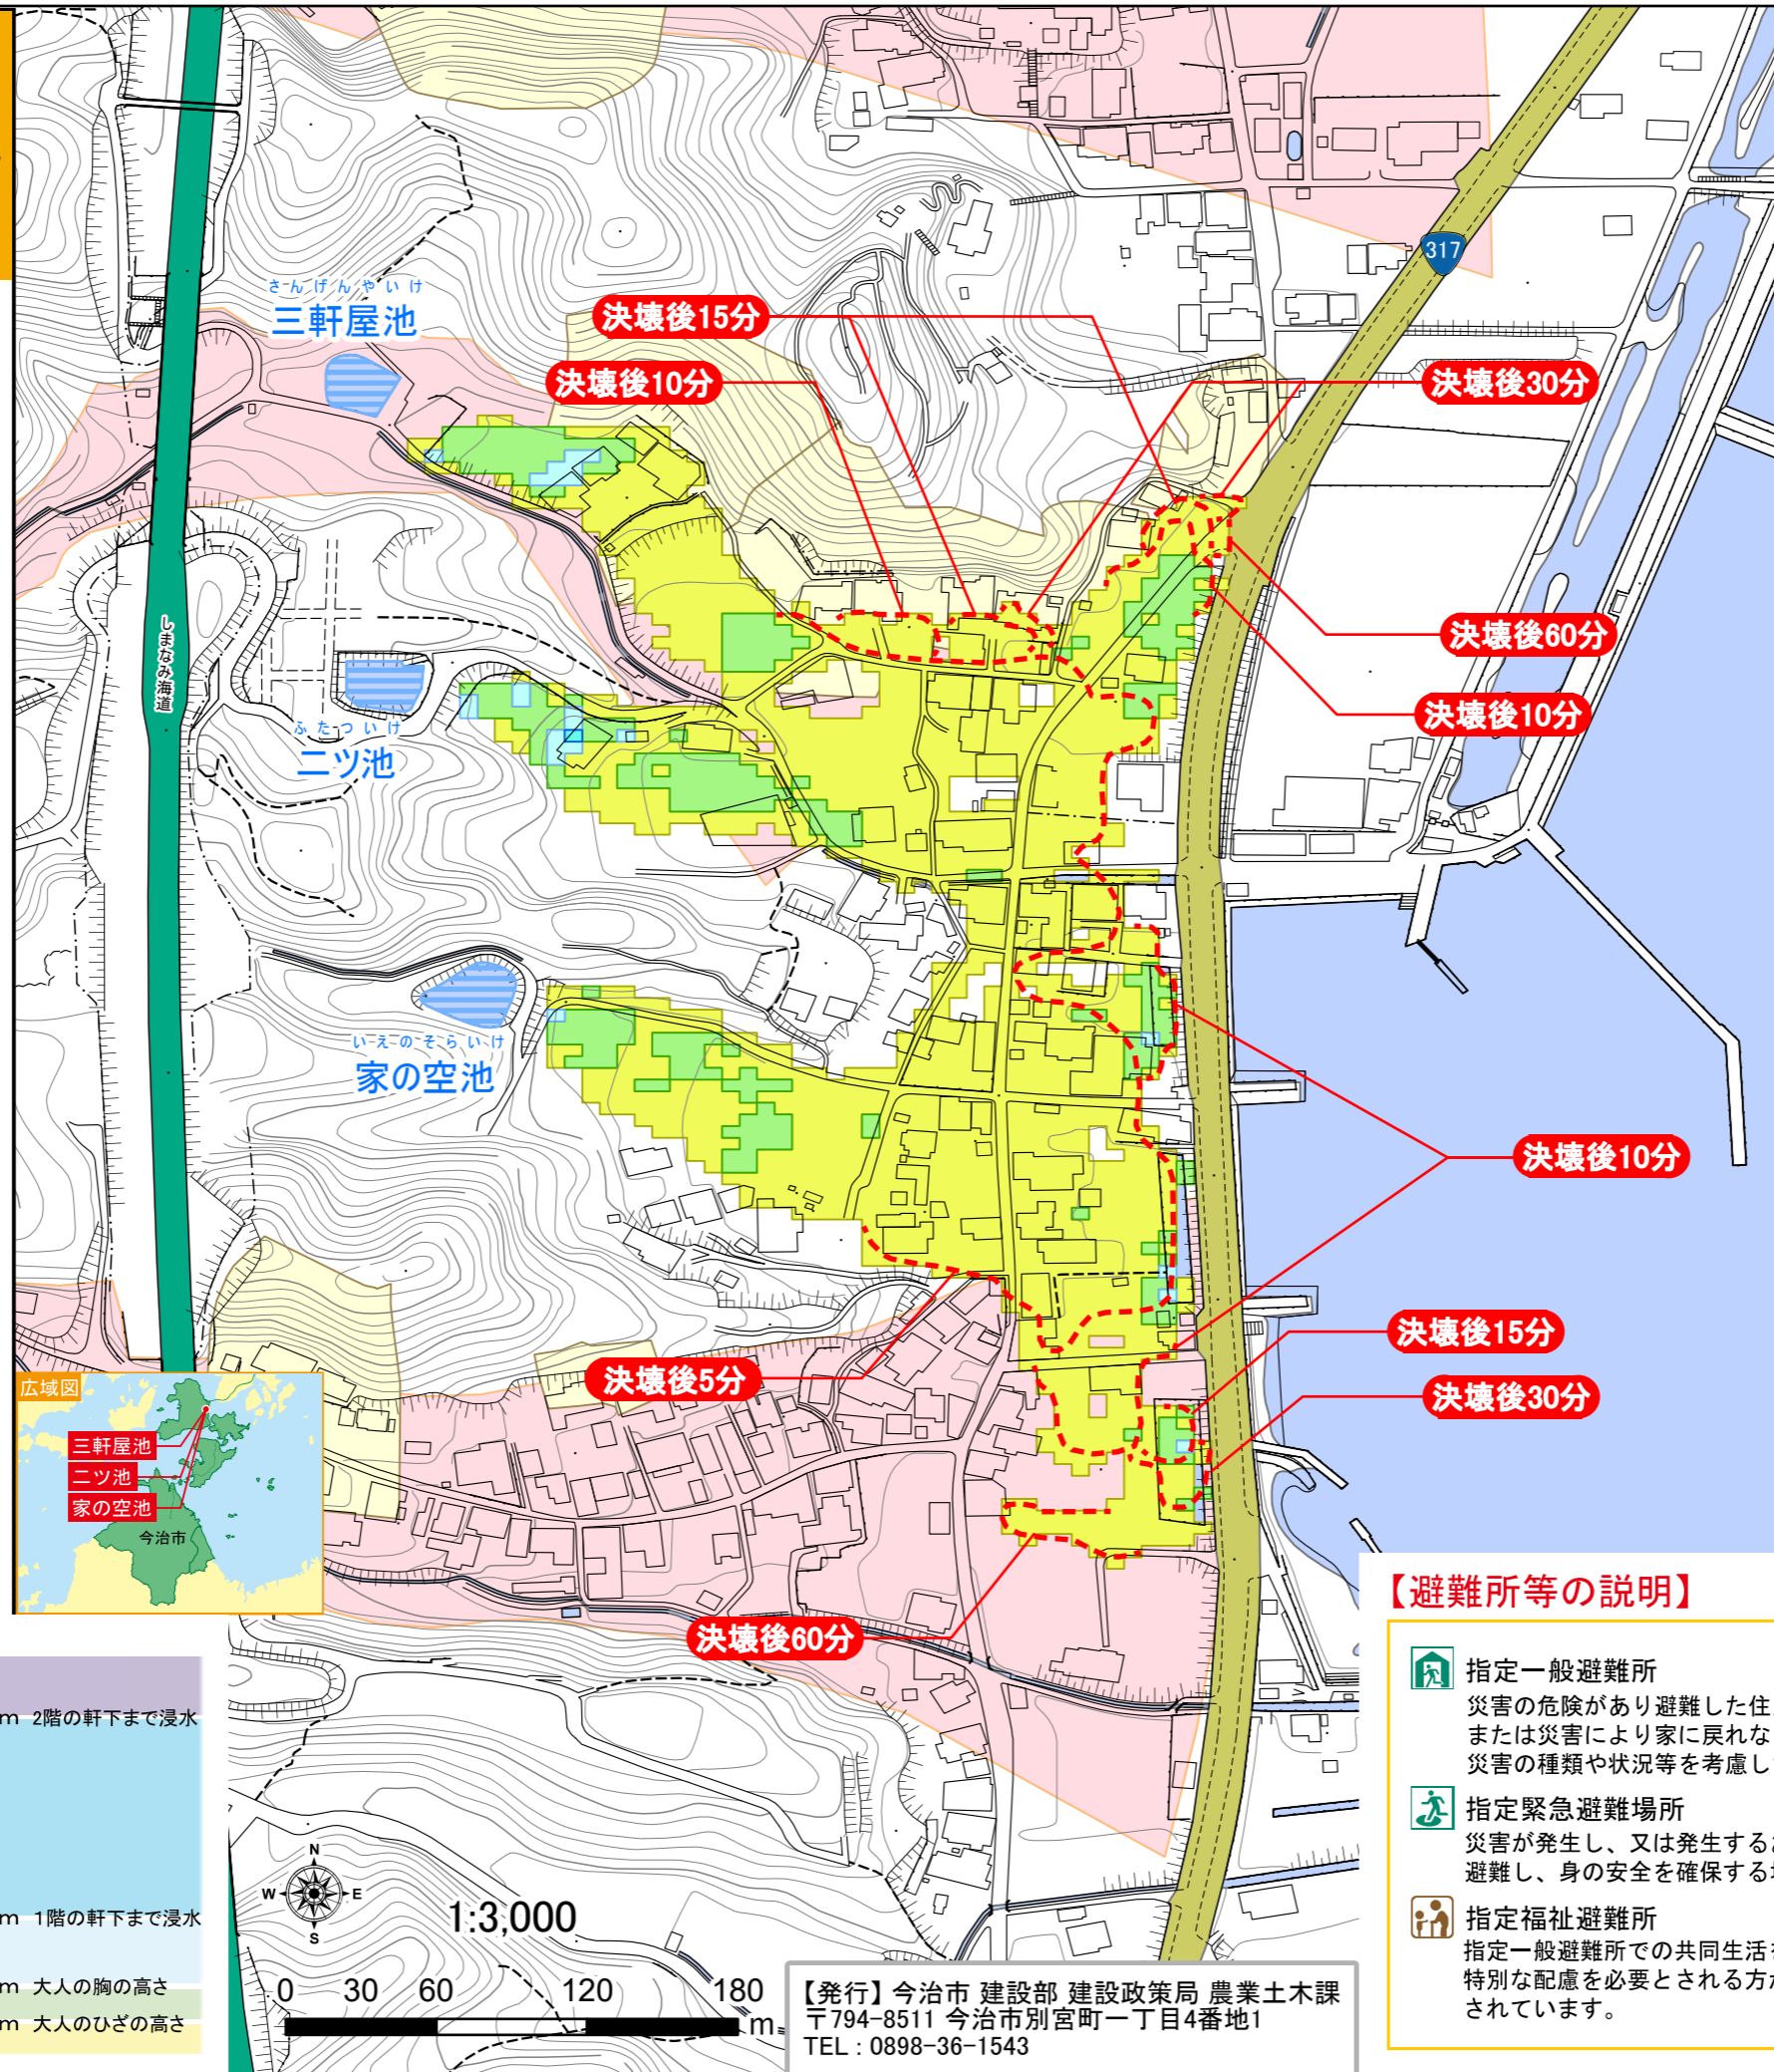 317
さんげんやいけ
三軒屋池
決壊後15分
決壊後10分
決壊後30分
しまなみ海道
決壊後60分
決壊後10分
ふたついけ
二ツ池
いえのそらいけ
家の空池
決壊後10分
決壊後15分
決壊後5分
決壊後30分
広域図
三軒屋池
二ツ池
家の空池
今治市
決壊後60分
m 2階の軒下まで浸水
m 1階の軒下まで浸水
m 大人の胸の高さ
m 大人のひざの高さ
N
W E
S
1:3,000
0 30 60 120 180
m
【発行】今治市 建設部 建設政策局 農業土木課
〒794-8511 今治市別宮町一丁目4番地1
TEL : 0898-36-1543
【避難所等の説明】
指定一般避難所
災害の危険があり避難した住
または災害により家に戻れな
災害の種類や状況等を考慮し
指定緊急避難場所
災害が発生し、又は発生する
避難し、身の安全を確保する
指定福祉避難所
指定一般避難所での共同生活
特別な配慮を必要とされる方
されています。